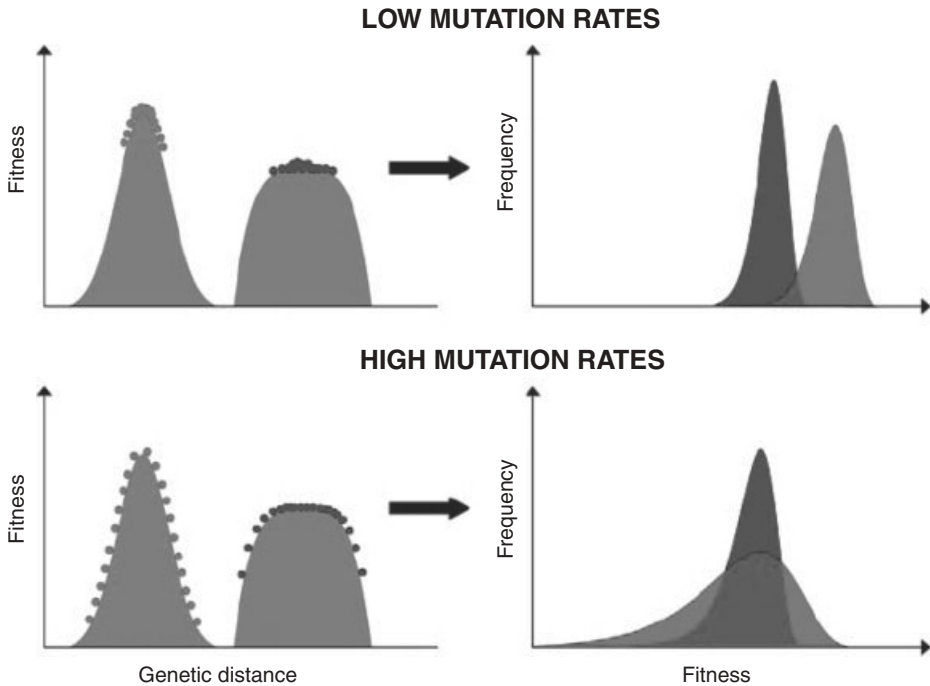 LOW MUTATION RATES
Fitness
Frequency
HIGH MUTATION RATES
Fitness
Frequency
Genetic distance
Fitness